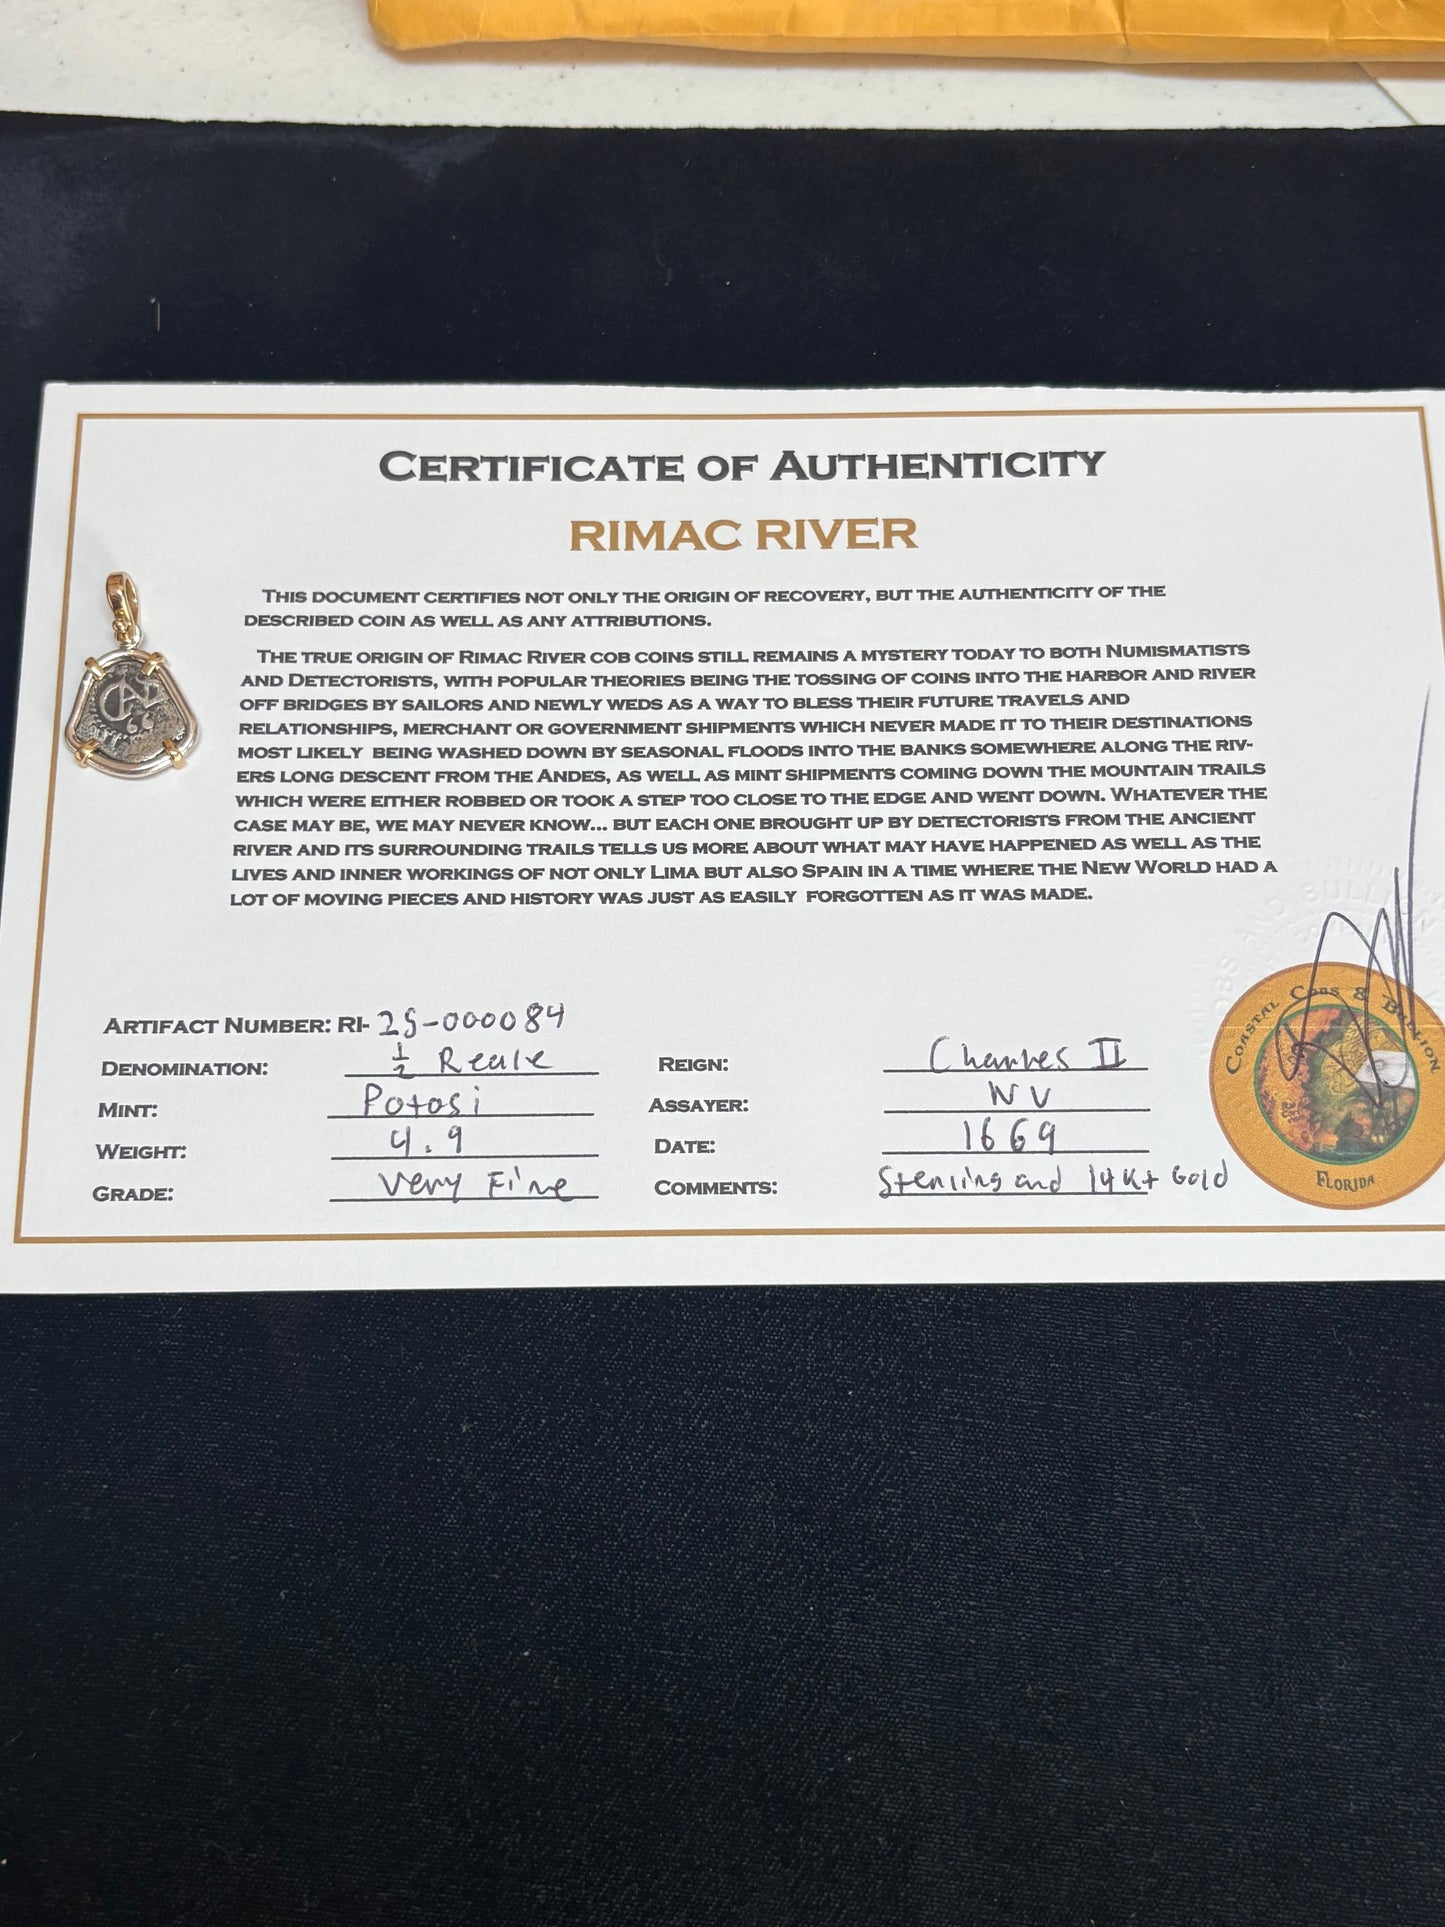 CERTIFICATE OF AUTHENTICITY
RIMAC RIVER
THIS DOCUMENT CERTIFIES NOT ONLY THE ORIGIN OF RECOVERY, BUT THE AUTHENTICITY OF THE
DESCRIBED COIN AS WELL AS ANY ATTRIBUTIONS.
THE TRUE ORIGIN OF RIMAC RIVER COB COINS STILL REMAINS A MYSTERY TODAY TO BOTH NUMISMATISTS
AND DETECTORISTS, WITH POPULAR THEORIES BEING THE TOSSING OF COINS INTO THE HARBOR AND RIVER
OFF BRIDGES BY SAILORS AND NEWLY WEDS AS A WAY TO BLESS THEIR FUTURE TRAVELS AND
RELATIONSHIPS, MERCHANT OR GOVERNMENT SHIPMENTS WHICH NEVER MADE IT TO THEIR DESTINATIONS
MOST LIKELY BEING WASHED DOWN BY SEASONAL FLOODS INTO THE BANKS SOMEWHERE ALONG THE RIV-
ERS LONG DESCENT FROM THE ANDES, AS WELL AS MINT SHIPMENTS COMING DOWN THE MOUNTAIN TRAILS
WHICH WERE EITHER ROBBED OR TOOK A STEP TOO CLOSE TO THE EDGE AND WENT DOWN. WHATEVER THE
CASE MAY BE, WE MAY NEVER KNOW... BUT EACH ONE BROUGHT UP BY DETECTORISTS FROM THE ANCIENT
RIVER AND ITS SURROUNDING TRAILS TELLS US MORE ABOUT WHAT MAY HAVE HAPPENED AS WELL AS THE
LIVES AND INNER WORKINGS OF NOT ONLY LIMA BUT ALSO SPAIN IN A TIME WHERE THE NEW WORLD HAD A
LOT OF MOVING PIECES AND HISTORY WAS JUST AS EASILY FORGOTTEN AS IT WAS MADE.
ARTIFACT NUMBER: RI-25-000084
DENOMINATION: 1/2 Reale
REIGN: Charles II
MINT: Potosi
ASSAYER: NV
WEIGHT: 4.9
DATE: 1669
GRADE: Very Fine
COMMENTS: Sterling and 14Kt Gold
COASTAL COBS & BULLION
FLORIDA